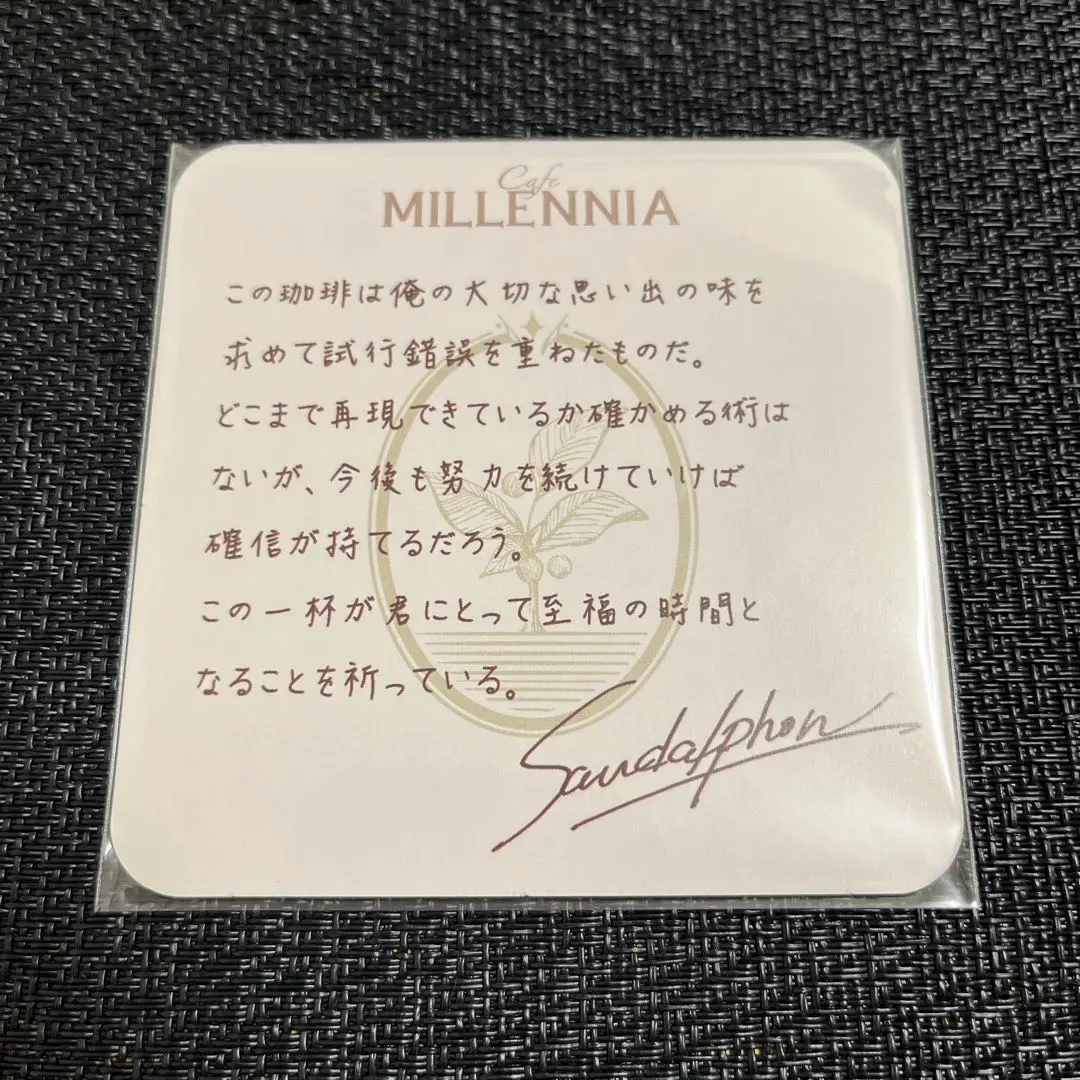 Cafe
MILLENNIA
この珈琲は俺の大切な思い出の味を
求めて試行錯誤を重ねたものだ。
どこまで再現できているか確かめる術は
ないが、今後も努力を続けていけば
確信が持てるだろう。
この一杯が君にとって至福の時間と
なることを祈っている。
Sandalphon